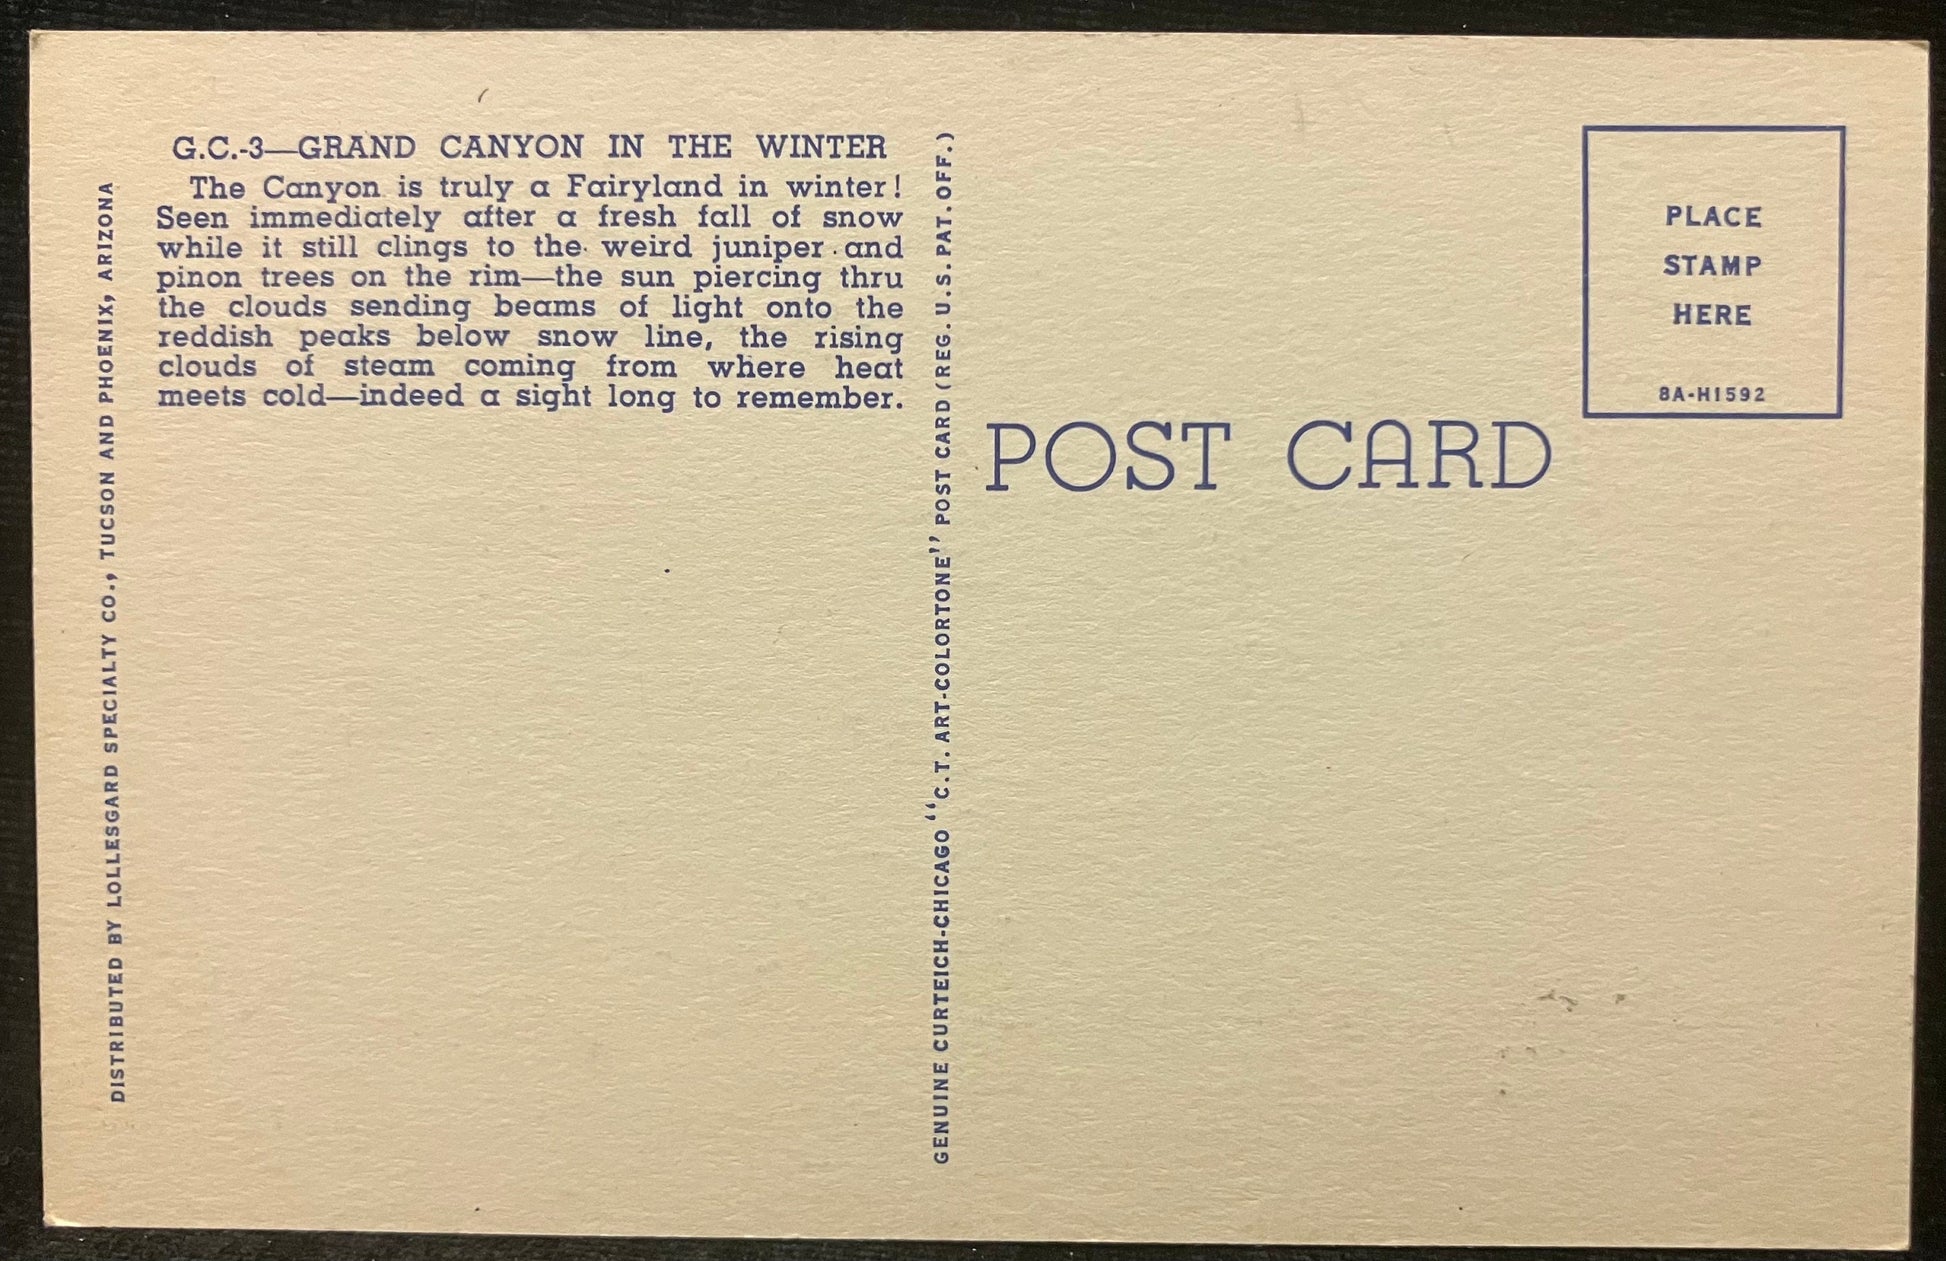 G.C.-3—GRAND CANYON IN THE WINTER
The Canyon is truly a Fairyland in winter!
Seen immediately after a fresh fall of snow
while it still clings to the weird juniper and
pinon trees on the rim—the sun piercing thru
the clouds sending beams of light onto the
reddish peaks below snow line, the rising
clouds of steam coming from where heat
meets cold—indeed a sight long to remember.
DISTRIBUTED BY LOLLESGARD SPECIALTY CO., TUCSON AND PHOENIX, ARIZONA
GENUINE CURTEICH-CHICAGO "C.T. ART-COLORTONE" POST CARD (REG. U.S. PAT. OFF.)
POST CARD
PLACE
STAMP
HERE
8A-H1592